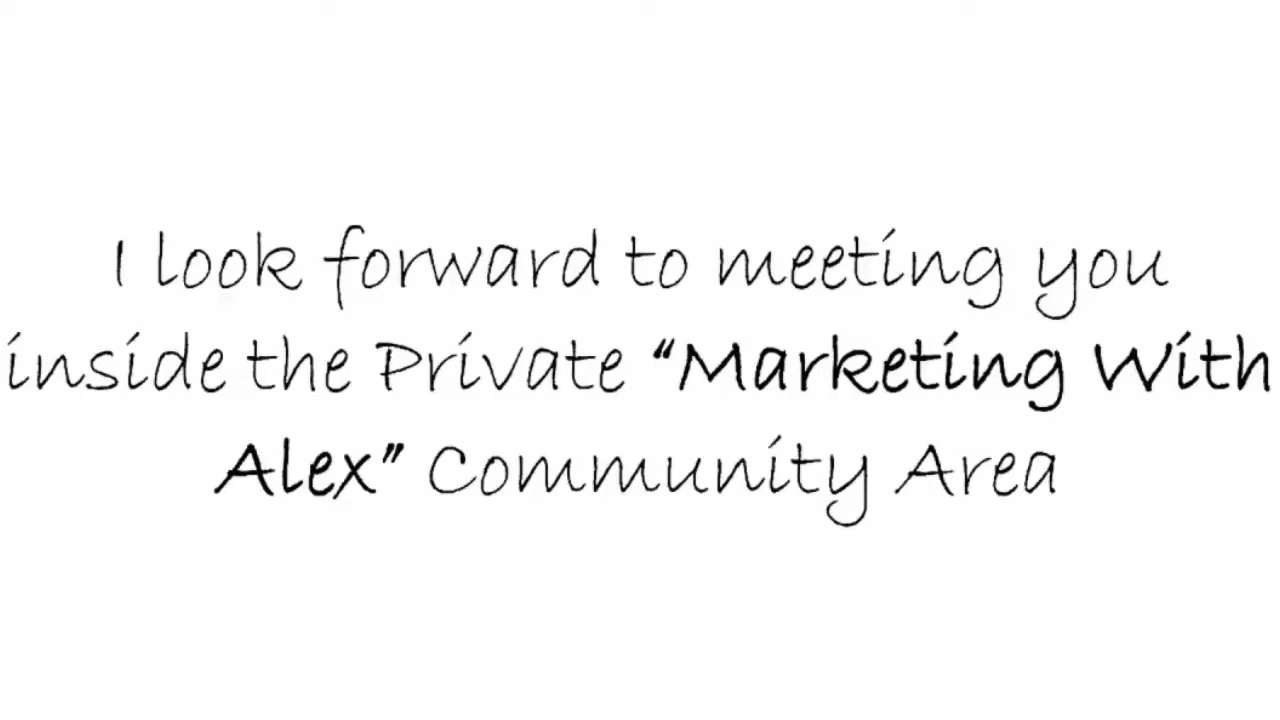 I look forward to meeting you
inside the Private “Marketing With
Alex” Community Area